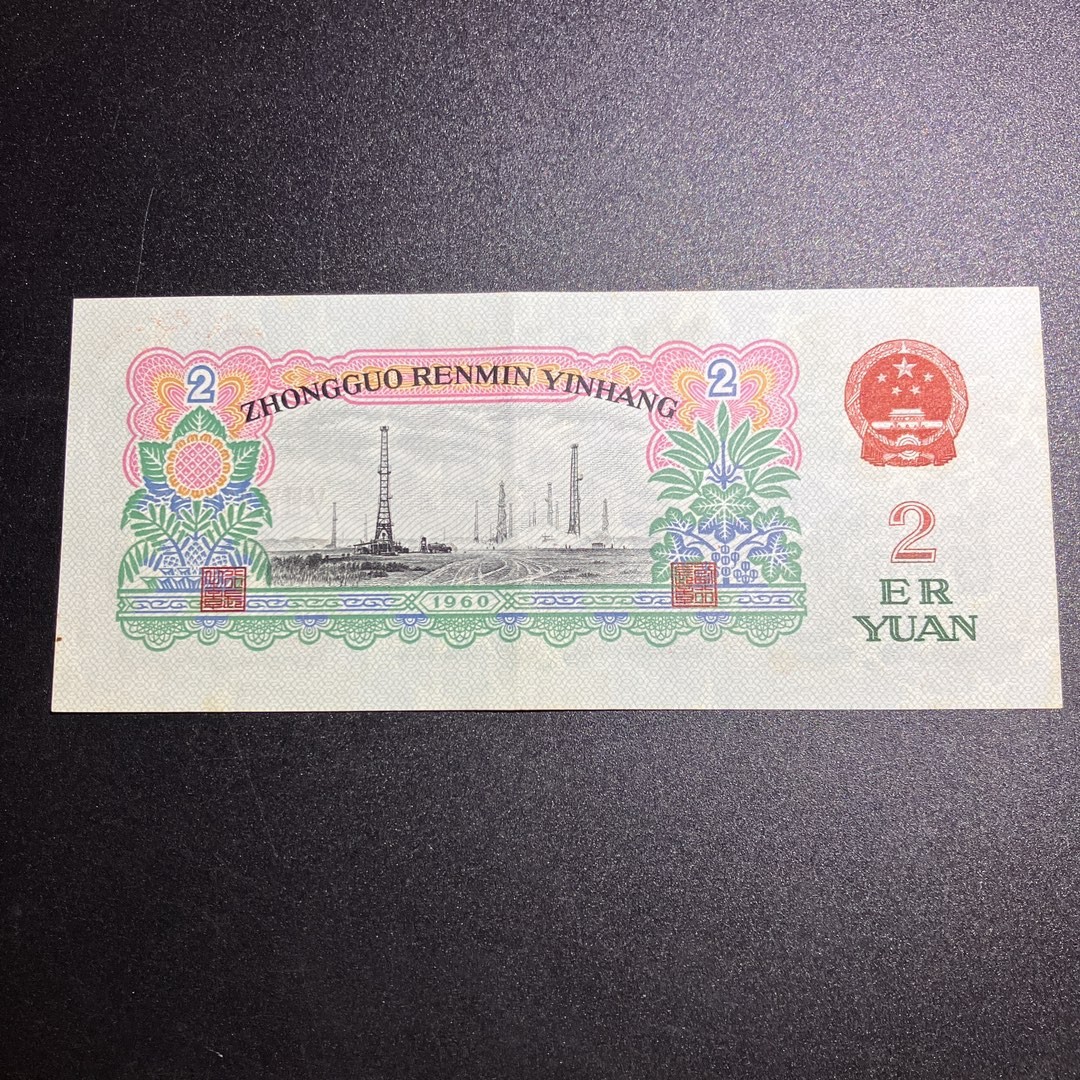 2
2
ZHONGGUO RENMIN YINHANG
1960
2
ER
YUAN